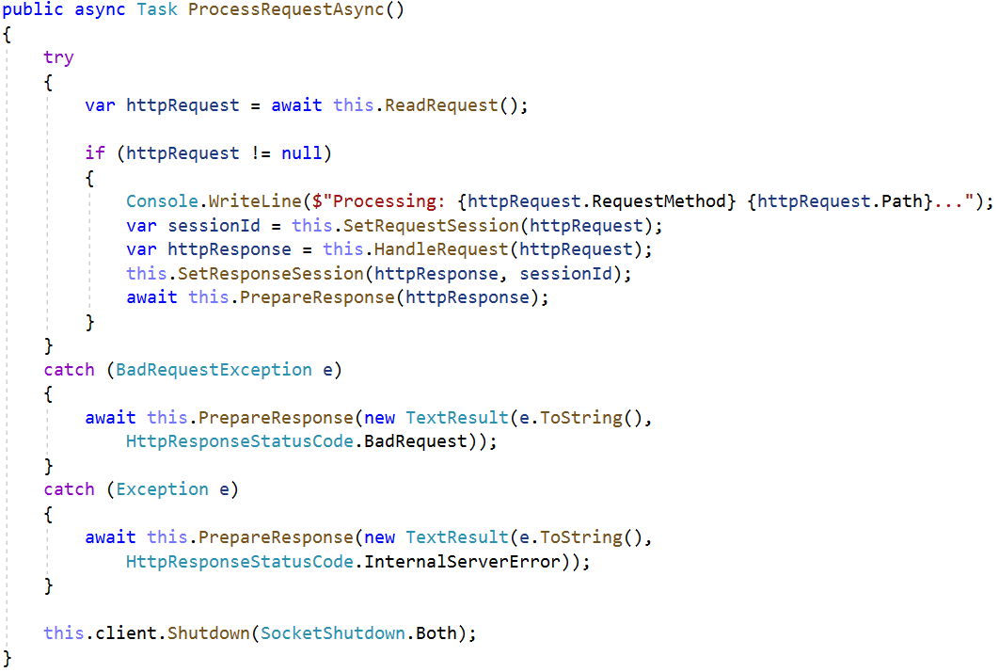 public async Task ProcessRequestAsync()
{
    try
    {
        var httpRequest = await this.ReadRequest();

        if (httpRequest != null)
        {
            Console.WriteLine($"Processing: {httpRequest.RequestMethod} {httpRequest.Path}...");
            var sessionId = this.SetRequestSession(httpRequest);
            var httpResponse = this.HandleRequest(httpRequest);
            this.SetResponseSession(httpResponse, sessionId);
            await this.PrepareResponse(httpResponse);
        }
    }
    catch (BadRequestException e)
    {
        await this.PrepareResponse(new TextResult(e.ToString(),
            HttpResponseStatusCode.BadRequest));
    }
    catch (Exception e)
    {
        await this.PrepareResponse(new TextResult(e.ToString(),
            HttpResponseStatusCode.InternalServerError));
    }

    this.client.Shutdown(SocketShutdown.Both);
}